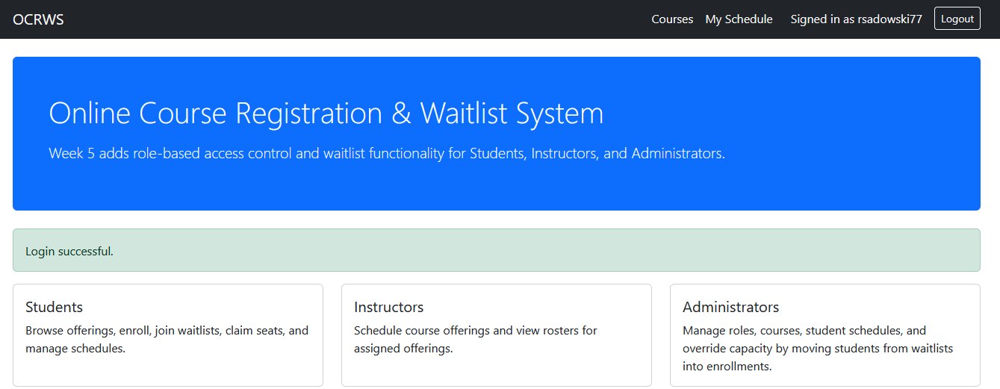 OCRWS
Courses My Schedule Signed in as rsadowski77 Logout
Online Course Registration & Waitlist System
Week 5 adds role-based access control and waitlist functionality for Students, Instructors, and Administrators.
Login successful.
Students
Browse offerings, enroll, join waitlists, claim seats, and
manage schedules.
Instructors
Schedule course offerings and view rosters for
assigned offerings.
Administrators
Manage roles, courses, student schedules, and
override capacity by moving students from waitlists
into enrollments.